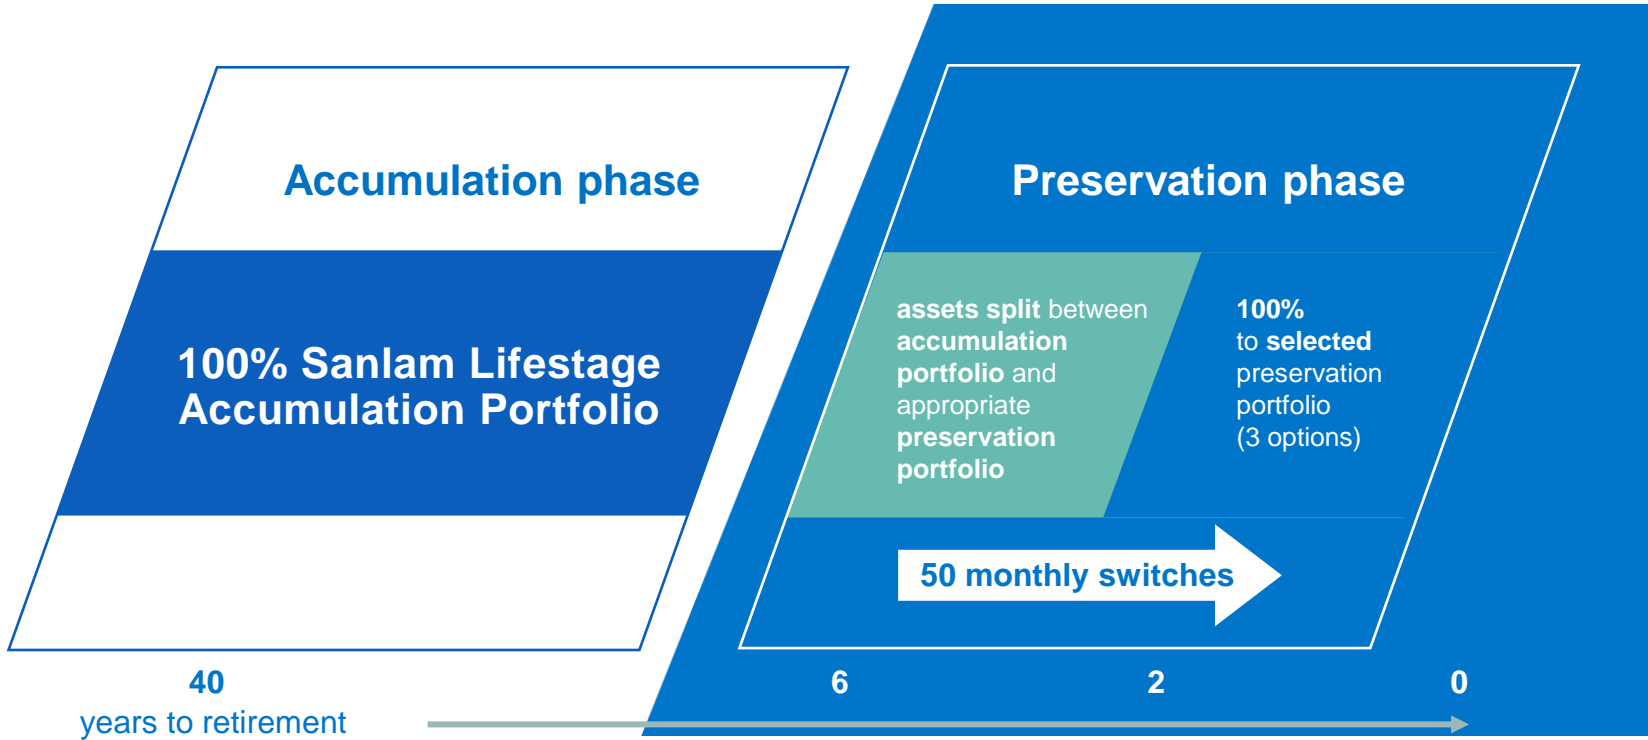 Accumulation phase
100% Sanlam Lifestage
Accumulation Portfolio
Preservation phase
assets split between
accumulation
portfolio and
appropriate
preservation
portfolio
100%
to selected
preservation
portfolio
(3 options)
50 monthly switches
40
years to retirement
6
2
0